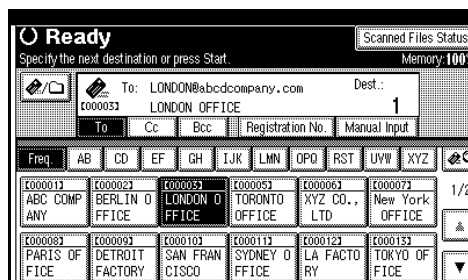 Ready
Scanned Files Status
Specify the next destination or press Start.
Memory:100
To: LONDON@abcdcompany.com
Dest.:
[00003]
LONDON OFFICE
1
To
Cc
Bcc
Registration No.
Manual Input
Freq.
AB
CD
EF
GH
IJK
LMN
OPQ
RST
UVW
XYZ
[00001]
ABC COMP
ANY
[00002]
BERLIN O
FFICE
[00003]
LONDON O
FFICE
[00005]
TORONTO
OFFICE
[00006]
XYZ CO.,
LTD
[00007]
New York
OFFICE
1/2
[00008]
PARIS OF
FICE
[00009]
DETROIT
FACTORY
[00010]
SAN FRAN
CISCO
[00011]
SYDNEY O
FFICE
[00012]
LA FACTO
RY
[00013]
TOKYO OF
FICE